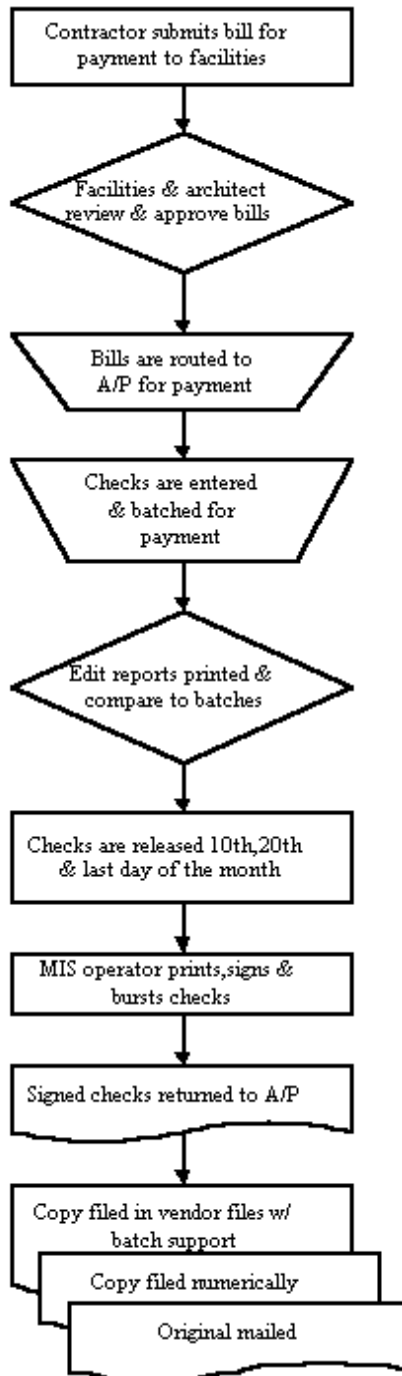 Contractor submits bill for
payment to facilities
Facilities & architect
review & approve bills
Bills are routed to
A/P for payment
Checks are entered
& batched for
payment
Edit reports printed &
compare to batches
Checks are released 10th,20th
& last day of the month
MIS operator prints,signs &
bursts checks
Signed checks returned to A/P
Copy filed in vendor files w/
batch support
Copy filed numerically
Original mailed